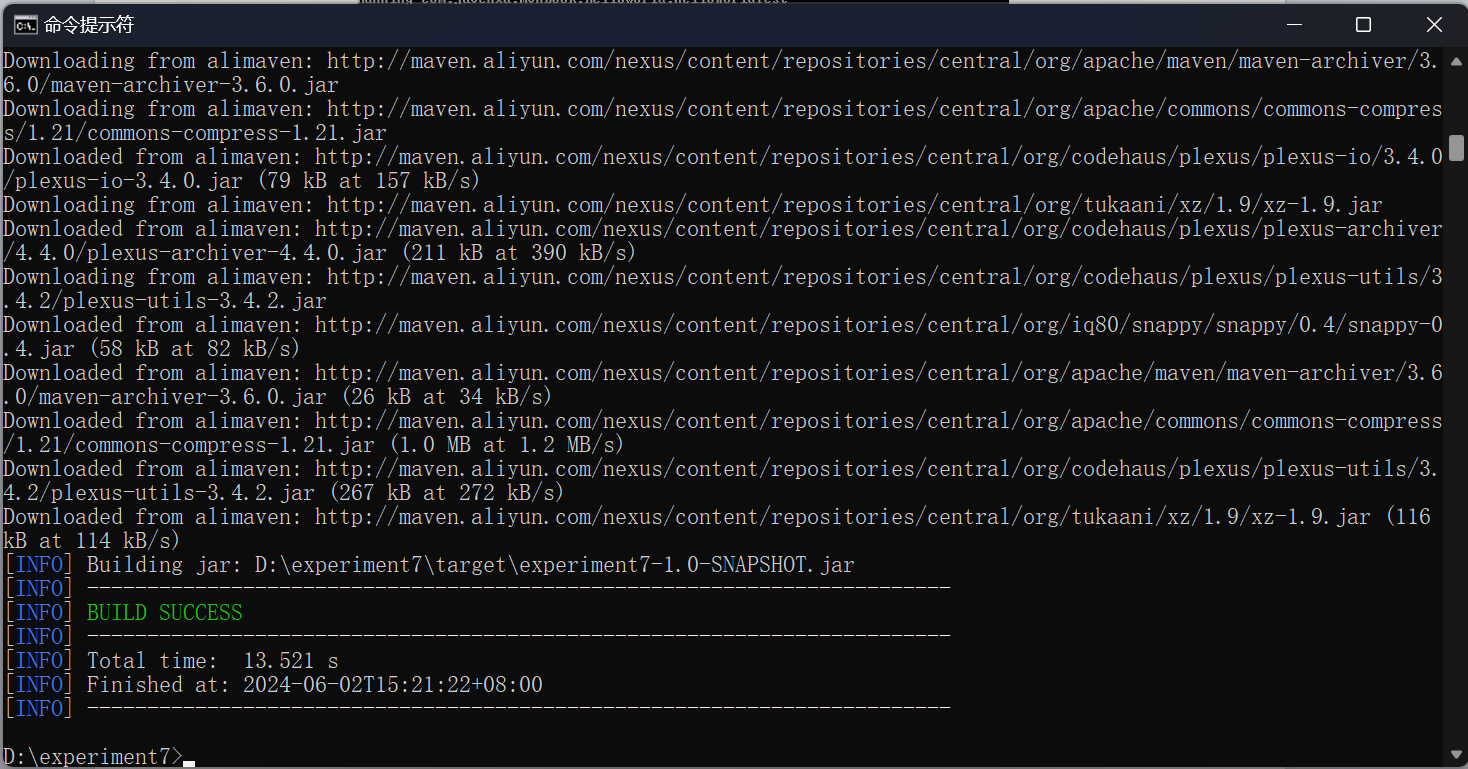 命令提示符
Downloading from alimaven: http://maven.aliyun.com/nexus/content/repositories/central/org/apache/maven/maven-archiver/3.
6.0/maven-archiver-3.6.0.jar
Downloading from alimaven: http://maven.aliyun.com/nexus/content/repositories/central/org/apache/commons/commons-compres
s/1.21/commons-compress-1.21.jar
Downloaded from alimaven: http://maven.aliyun.com/nexus/content/repositories/central/org/codehaus/plexus/plexus-io/3.4.0
/plexus-io-3.4.0.jar (79 kB at 157 kB/s)
Downloading from alimaven: http://maven.aliyun.com/nexus/content/repositories/central/org/tukaani/xz/1.9/xz-1.9.jar
Downloaded from alimaven: http://maven.aliyun.com/nexus/content/repositories/central/org/codehaus/plexus/plexus-archiver
/4.4.0/plexus-archiver-4.4.0.jar (211 kB at 390 kB/s)
Downloading from alimaven: http://maven.aliyun.com/nexus/content/repositories/central/org/codehaus/plexus/plexus-utils/3
.4.2/plexus-utils-3.4.2.jar
Downloaded from alimaven: http://maven.aliyun.com/nexus/content/repositories/central/org/iq80/snappy/snappy/0.4/snappy-0
.4.jar (58 kB at 82 kB/s)
Downloaded from alimaven: http://maven.aliyun.com/nexus/content/repositories/central/org/apache/maven/maven-archiver/3.6
.0/maven-archiver-3.6.0.jar (26 kB at 34 kB/s)
Downloaded from alimaven: http://maven.aliyun.com/nexus/content/repositories/central/org/apache/commons/commons-compress
/1.21/commons-compress-1.21.jar (1.0 MB at 1.2 MB/s)
Downloaded from alimaven: http://maven.aliyun.com/nexus/content/repositories/central/org/codehaus/plexus/plexus-utils/3.
4.2/plexus-utils-3.4.2.jar (267 kB at 272 kB/s)
Downloaded from alimaven: http://maven.aliyun.com/nexus/content/repositories/central/org/tukaani/xz/1.9/xz-1.9.jar (116
kB at 114 kB/s)
[INFO] Building jar: D:\experiment7\target\experiment7-1.0-SNAPSHOT.jar
[INFO] ------------------------------------------------------------------------
[INFO] BUILD SUCCESS
[INFO] ------------------------------------------------------------------------
[INFO] Total time:  13.521 s
[INFO] Finished at: 2024-06-02T15:21:22+08:00
[INFO] ------------------------------------------------------------------------
D:\experiment7>